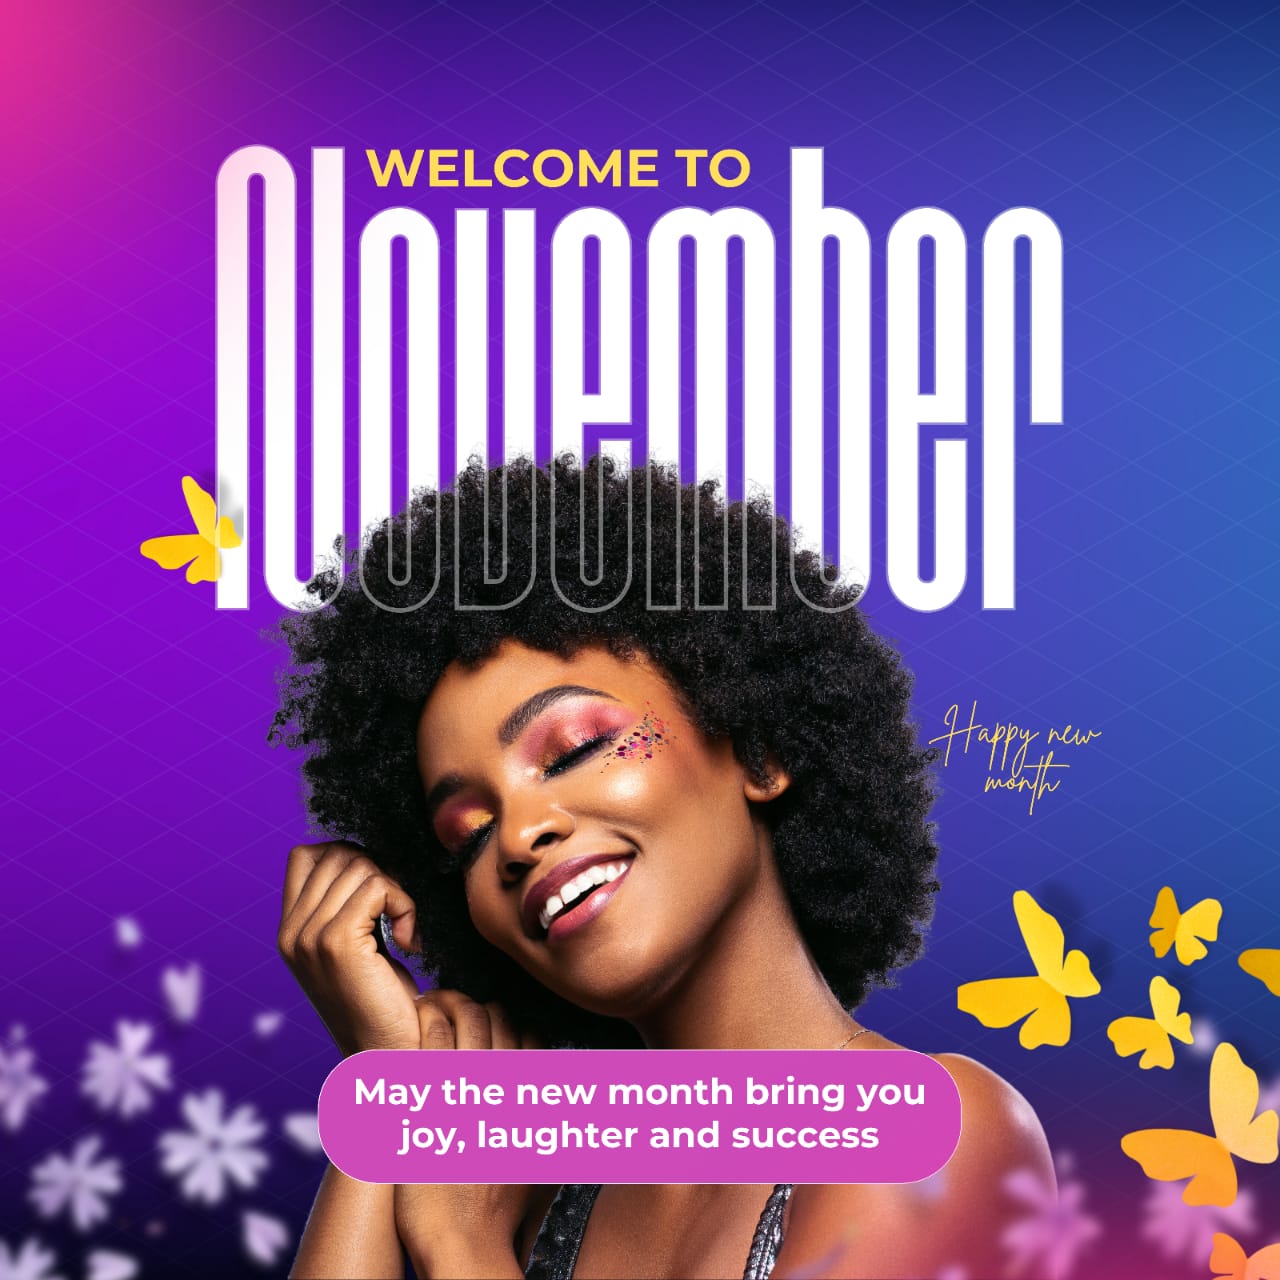 WELCOME TO
November
Happy new
month
May the new month bring you
joy, laughter and success